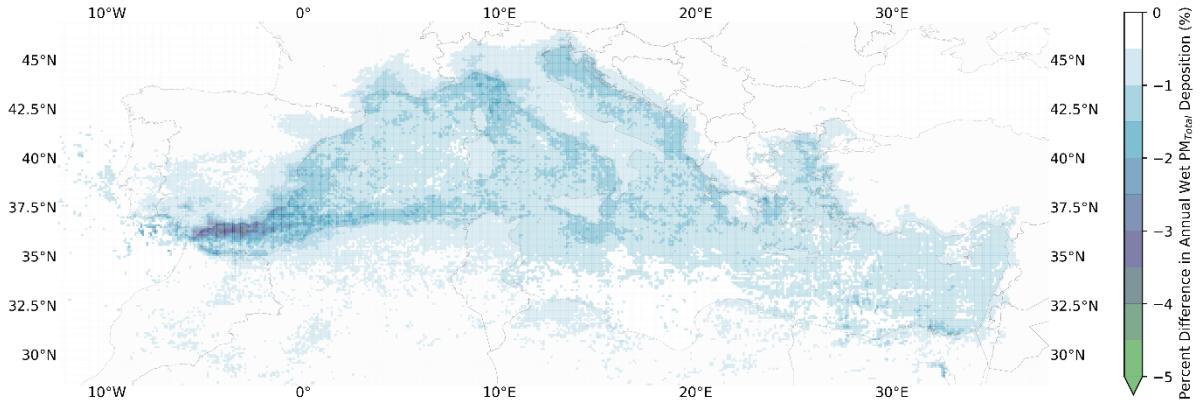 10°W 0° 10°E 20°E 30°E
45°N 45°N
42.5°N 42.5°N
40°N 40°N
37.5°N 37.5°N
35°N 35°N
32.5°N 32.5°N
30°N 30°N
10°W 0° 10°E 20°E 30°E
0
−1
−2
−3
−4
−5
Percent Difference in Annual Wet PM_Total Deposition (%)